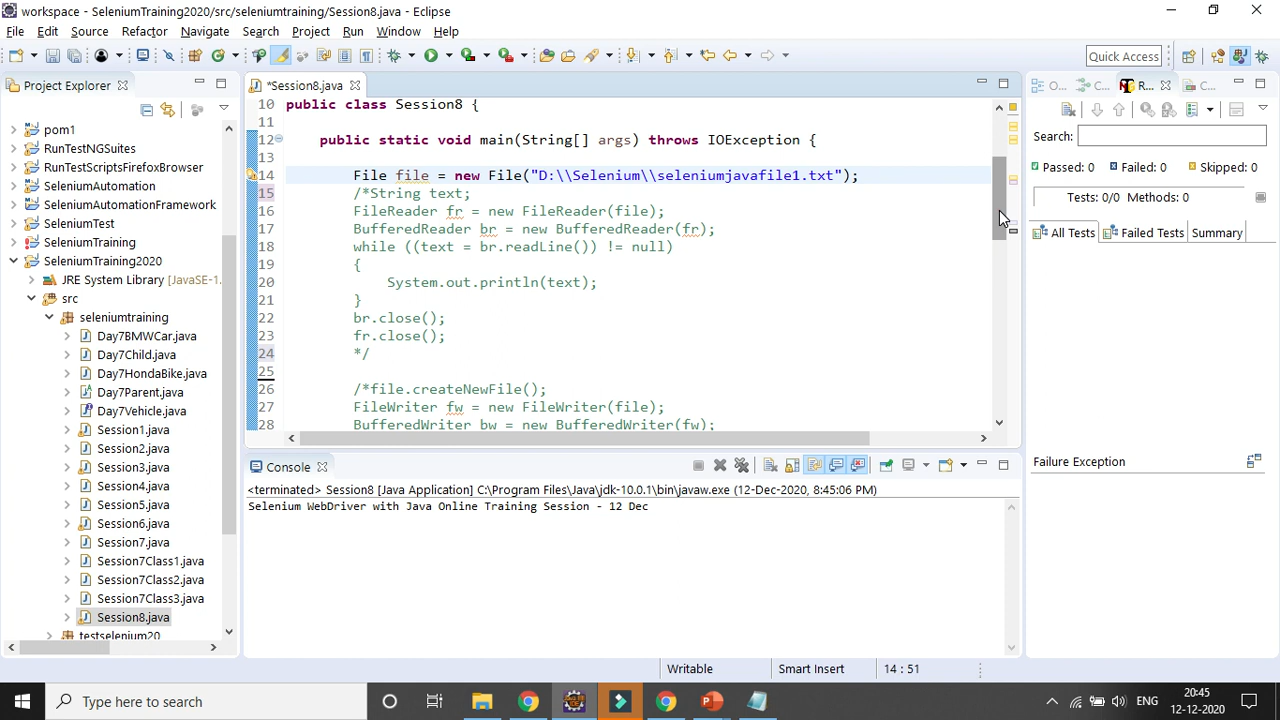 workspace - SeleniumTraining2020/src/seleniumtraining/Session8.java - Eclipse
File Edit Source Refactor Navigate Search Project Run Window Help
Quick Access
Project Explorer
pom1
RunTestNGSuites
RunTestScriptsFirefoxBrowser
SeleniumAutomation
SeleniumAutomationFramework
SeleniumTest
SeleniumTraining
SeleniumTraining2020
JRE System Library [JavaSE-1.
src
seleniumtraining
Day7BMWCar.java
Day7Child.java
Day7HondaBike.java
Day7Parent.java
Day7Vehicle.java
Session1.java
Session2.java
Session3.java
Session4.java
Session5.java
Session6.java
Session7.java
Session7Class1.java
Session7Class2.java
Session7Class3.java
Session8.java
testselenium20
*Session8.java
10 public class Session8 {
11
12 public static void main(String[] args) throws IOException {
13
14 File file = new File("D:\\Selenium\\seleniumjavafile1.txt");
15 /*String text;
16 FileReader fr = new FileReader(file);
17 BufferedReader br = new BufferedReader(fr);
18 while ((text = br.readLine()) != null)
19 {
20 System.out.println(text);
21 }
22 br.close();
23 fr.close();
24 */
25
26 /*file.createNewFile();
27 FileWriter fw = new FileWriter(file);
28 BufferedWriter bw = new BufferedWriter(fw);
Console
<terminated> Session8 [Java Application] C:\Program Files\Java\jdk-10.0.1\bin\javaw.exe (12-Dec-2020, 8:45:06 PM)
Selenium WebDriver with Java Online Training Session - 12 Dec
O... C... R... C...
Search:
Passed: 0 Failed: 0 Skipped: 0
Tests: 0/0 Methods: 0
All Tests Failed Tests Summary
Failure Exception
Writable Smart Insert 14 : 51
Type here to search
ENG
20:45
12-12-2020